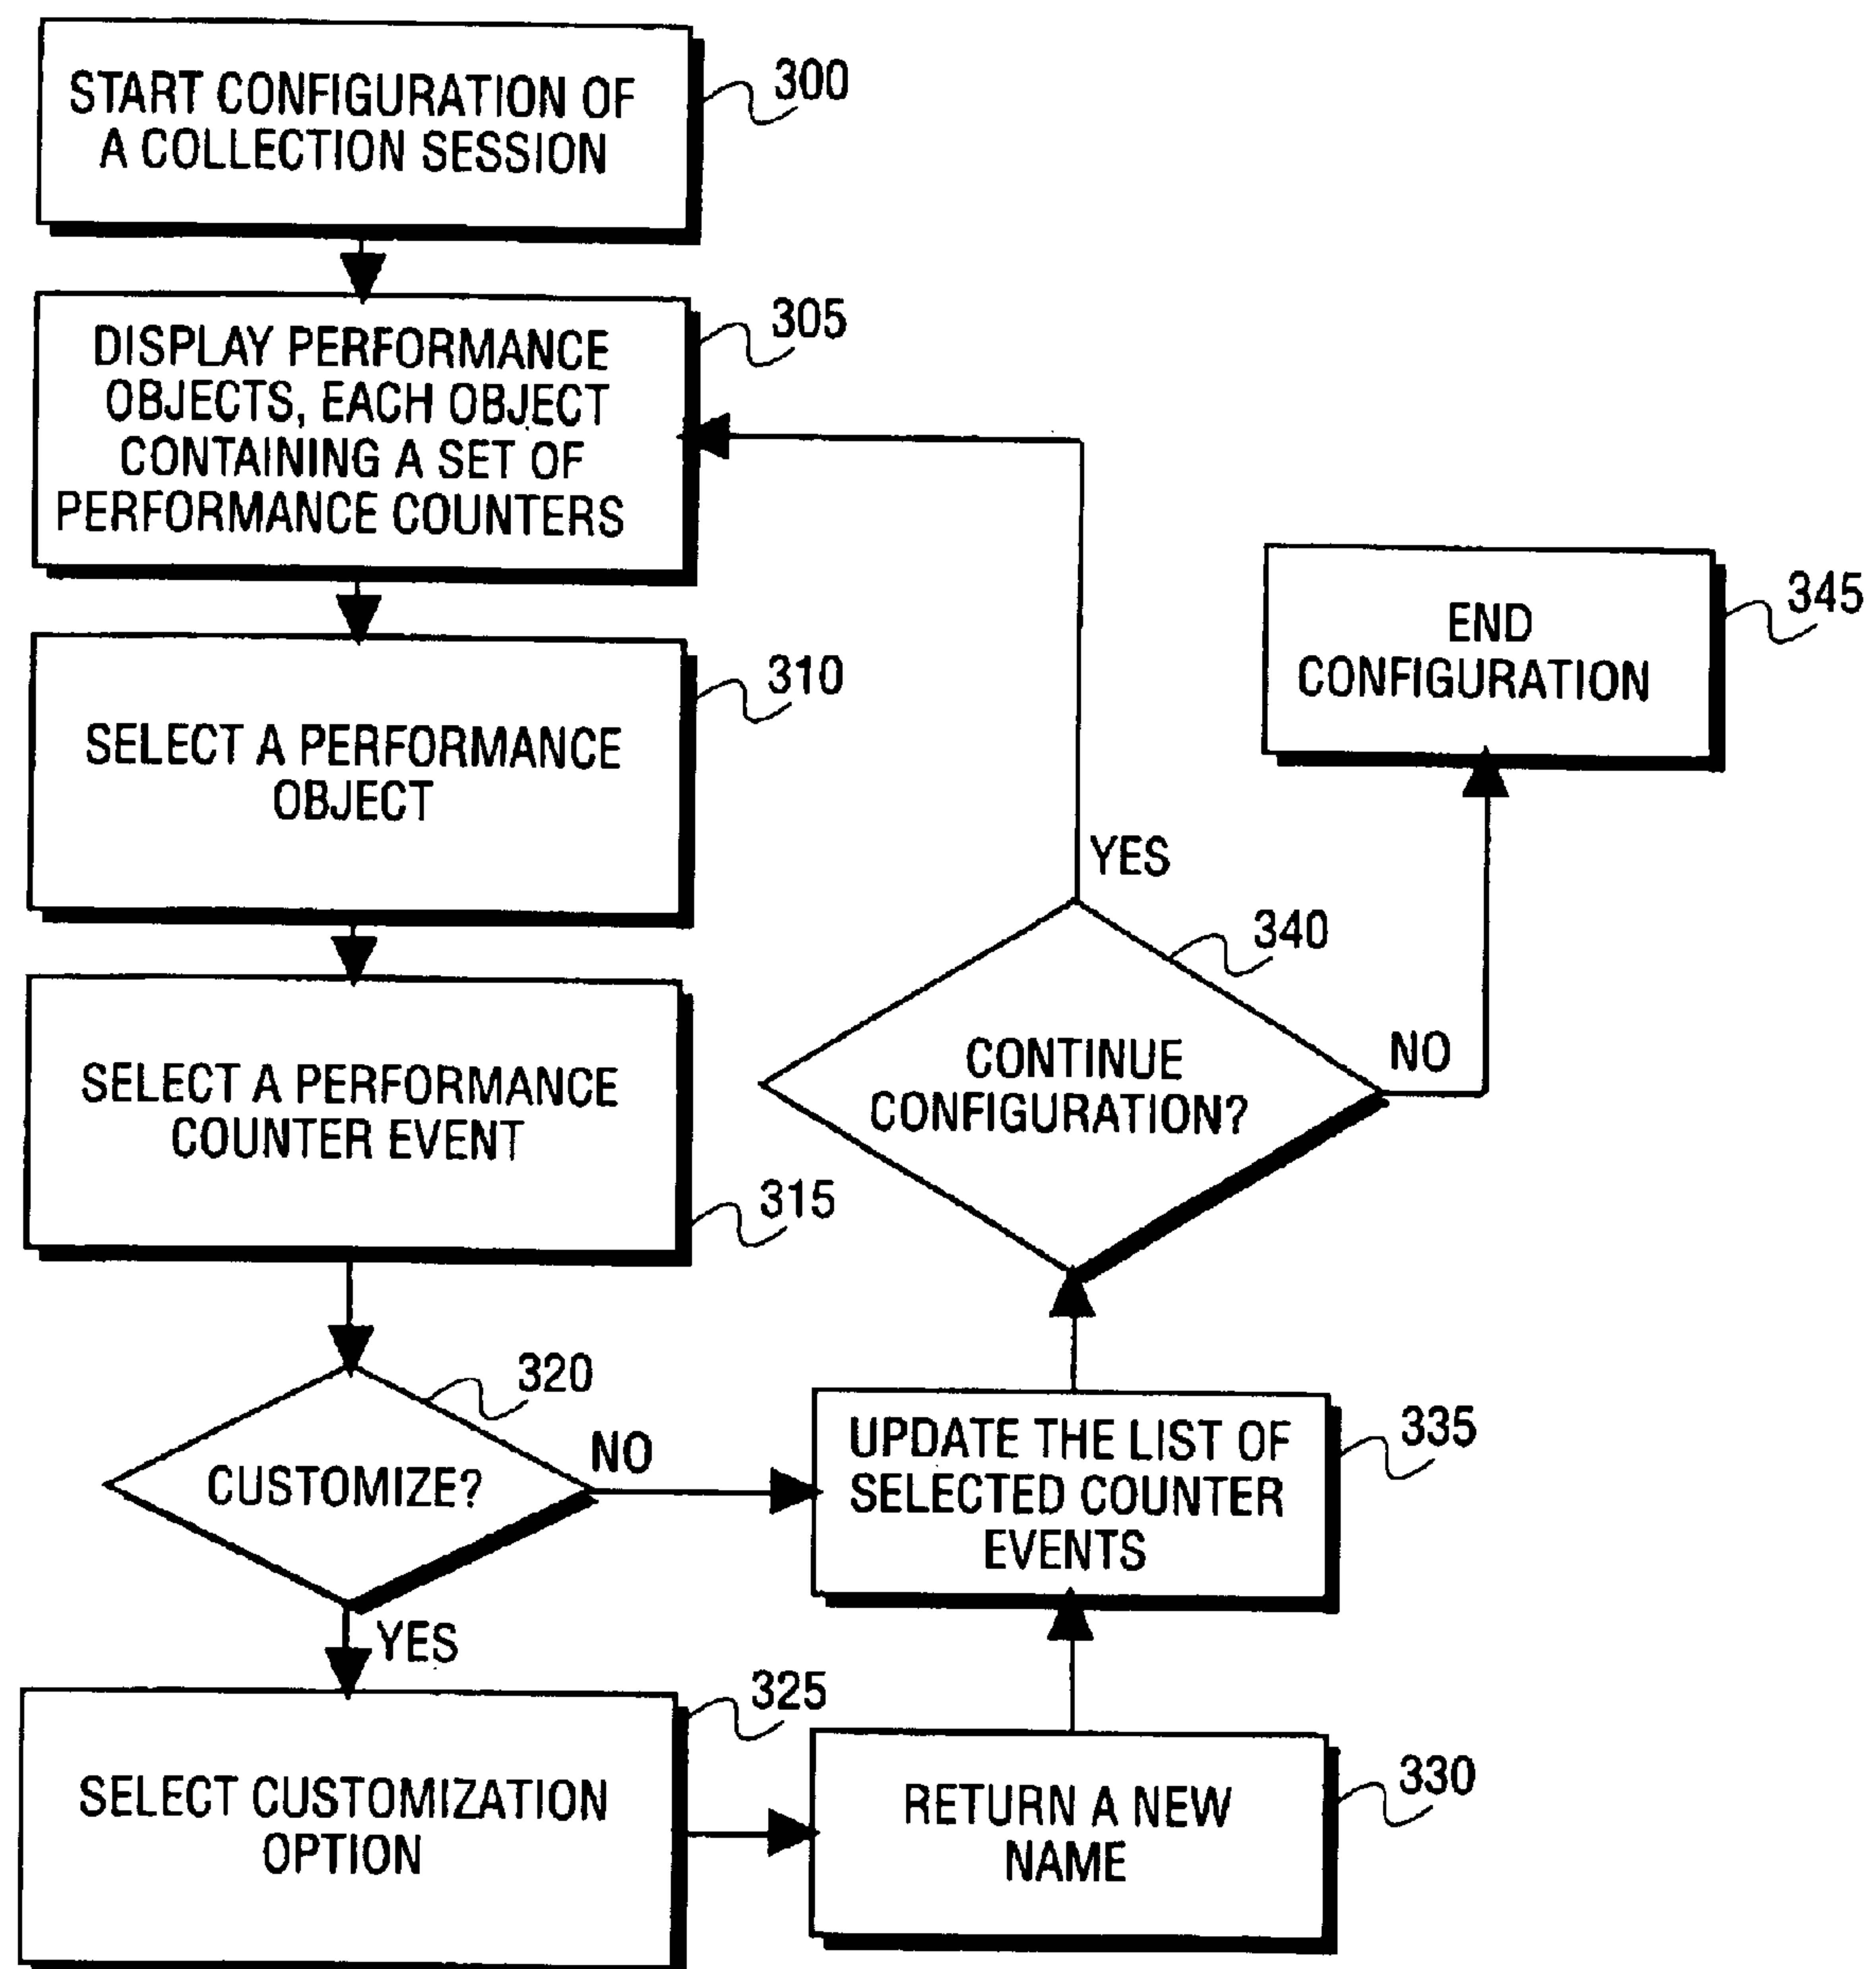 START CONFIGURATION OF
A COLLECTION SESSION
300
DISPLAY PERFORMANCE
OBJECTS, EACH OBJECT
CONTAINING A SET OF
PERFORMANCE COUNTERS
305
SELECT A PERFORMANCE
OBJECT
310
SELECT A PERFORMANCE
COUNTER EVENT
315
CUSTOMIZE?
320
NO
YES
SELECT CUSTOMIZATION
OPTION
325
RETURN A NEW
NAME
330
UPDATE THE LIST OF
SELECTED COUNTER
EVENTS
335
CONTINUE
CONFIGURATION?
340
YES
NO
END
CONFIGURATION
345